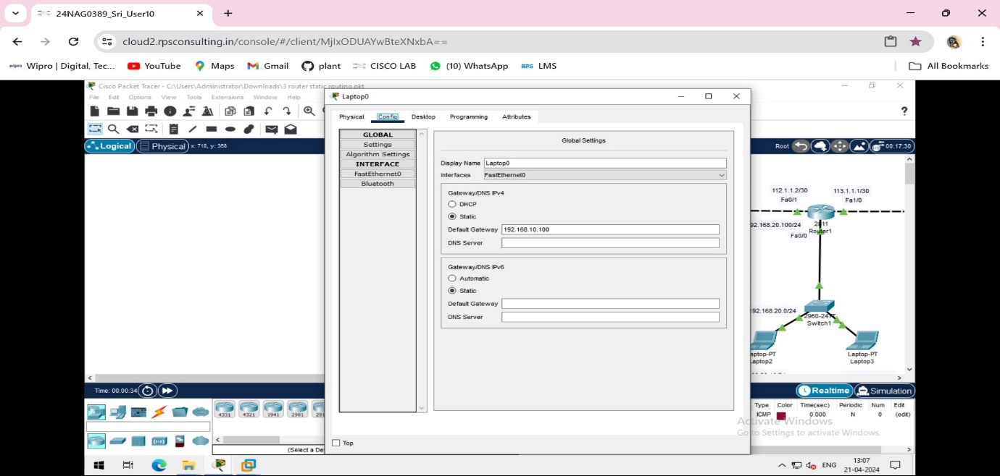 24NAG0389_Sri_User10
cloud2.rpsconsulting.in/console/#/client/MjIxODUAYwBteXNxbA==
wipro Wipro | Digital, Tec... YouTube Maps Gmail plant CISCO LAB (10) WhatsApp RPS LMS All Bookmarks
Cisco Packet Tracer - C:\Users\Administrator\Downloads\3 router static routing.pkt
File Edit Options View Tools Extensions Window Help
Laptop0
Physical Config Desktop Programming Attributes
?
Logical Physical x: 718, y: 368
Root 00:17:30
GLOBAL
Settings
Algorithm Settings
INTERFACE
FastEthernet0
Bluetooth
Global Settings
Display Name Laptop0
Interfaces FastEthernet0
Gateway/DNS IPv4
DHCP
Static
Default Gateway 192.168.10.100
DNS Server
Gateway/DNS IPv6
Automatic
Static
Default Gateway
DNS Server
Top
112.1.1.2/30 113.1.1.1/30
Fa0/1 Fa1/0
92.168.20.100/24 2811
Router1
Fa0/0
192.168.20.0/24
2960-24TT
Switch1
aptop-PT Laptop-PT
Laptop2 Laptop3
Time: 00:00:34 Realtime Simulation
4331 4321 1941 2901 291
(Select a De
Type Color Time(sec) Periodic Num Edit
ICMP 0.000 N 0 (edit)
Activate Windows
Go to Settings to activate Windows.
ENG 13:07
21-04-2024